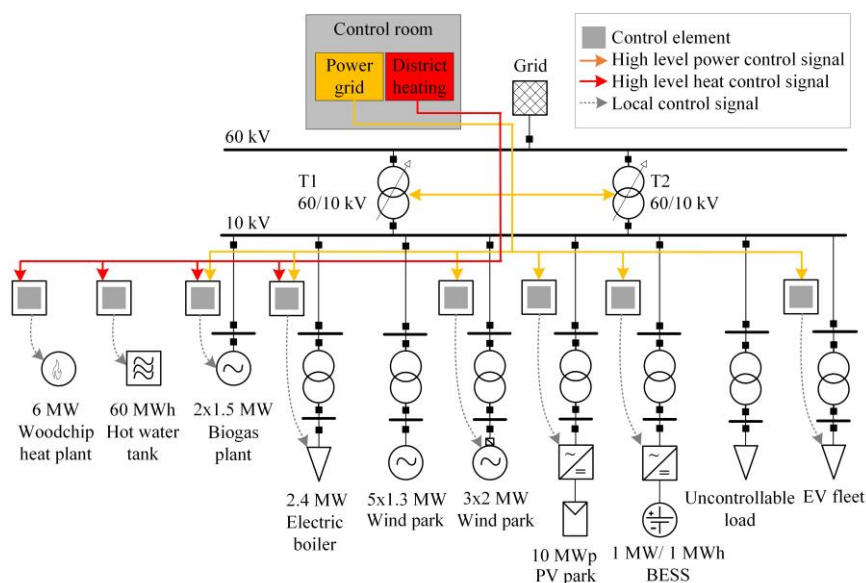 Control room
Power
grid
District
heating
Grid
Control element
High level power control signal
High level heat control signal
Local control signal
60 kV
T1
60/10 kV
T2
60/10 kV
10 kV
6 MW
Woodchip
heat plant
60 MWh
Hot water
tank
2x1.5 MW
Biogas
plant
2.4 MW
Electric
boiler
5x1.3 MW
Wind park
3x2 MW
Wind park
10 MWp
PV park
1 MW/ 1 MWh
BESS
Uncontrollable
load
EV fleet